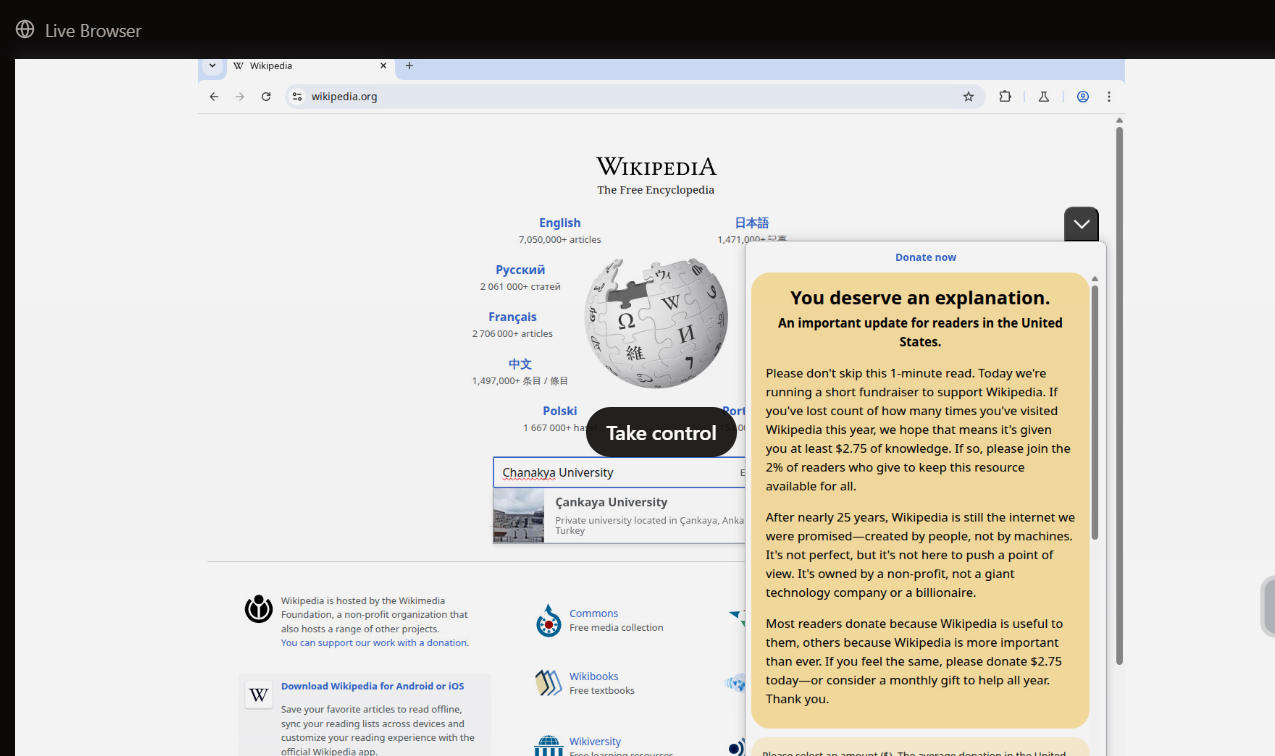 Live Browser
Wikipedia
wikipedia.org
WIKIPEDIA
The Free Encyclopedia
English
7,050,000+ articles
日本語
1,471,000+ 記事
Русский
2 061 000+ статей
Français
2 706 000+ articles
中文
1,497,000+ 条目 / 條目
Polski
1 667 000+
Take control
Chanakya University
Çankaya University
Private university located in Çankaya, Anka
Turkey
Wikipedia is hosted by the Wikimedia
Foundation, a non-profit organization that
also hosts a range of other projects.
You can support our work with a donation.
Download Wikipedia for Android or iOS
Save your favorite articles to read offline,
sync your reading lists across devices and
customize your reading experience with the
official Wikipedia app.
Commons
Free media collection
Wikibooks
Free textbooks
Wikiversity
Free learning resources
Donate now
You deserve an explanation.
An important update for readers in the United
States.
Please don't skip this 1-minute read. Today we're
running a short fundraiser to support Wikipedia. If
you've lost count of how many times you've visited
Wikipedia this year, we hope that means it's given
you at least $2.75 of knowledge. If so, please join the
2% of readers who give to keep this resource
available for all.
After nearly 25 years, Wikipedia is still the internet we
were promised—created by people, not by machines.
It's not perfect, but it's not here to push a point of
view. It's owned by a non-profit, not a giant
technology company or a billionaire.
Most readers donate because Wikipedia is useful to
them, others because Wikipedia is more important
than ever. If you feel the same, please donate $2.75
today—or consider a monthly gift to help all year.
Thank you.
Please select an amount ($). The average donation in the United